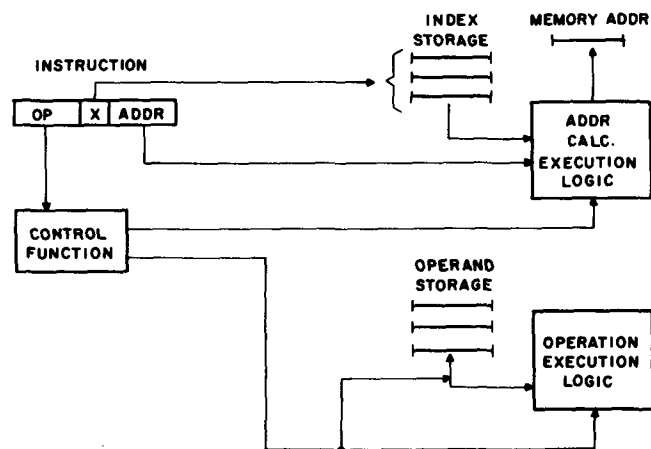 INDEX
STORAGE
MEMORY ADDR
INSTRUCTION
OP
X
ADDR
ADDR
CALC.
EXECUTION
LOGIC
CONTROL
FUNCTION
OPERAND
STORAGE
OPERATION
EXECUTION
LOGIC